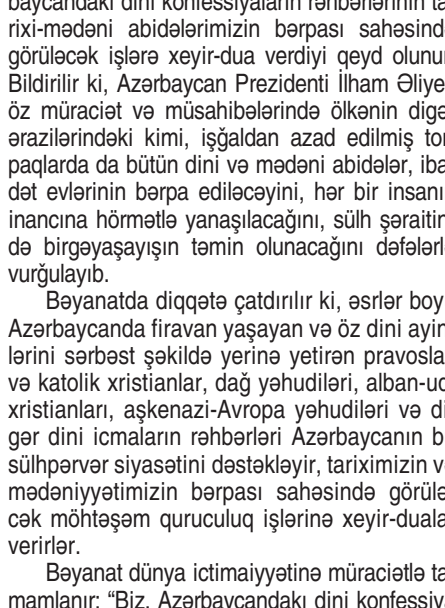 baycandakı dini konfessiyaların rəhbərlərinin ta
rixi-mədəni abidələrimizin bərpası sahəsind
görüləcək işlərə xeyir-dua verdiyi qeyd olunur
Bildirilir ki, Azərbaycan Prezidenti İlham Əliye
öz müraciət və müsahibələrində ölkənin digə
ərazilərindəki kimi, işğaldan azad edilmiş tor
paqlarda da bütün dini və mədəni abidələr, iba
dət evlərinin bərpa ediləcəyini, hər bir insanı
inancına hörmətlə yanaşılacağını, sülh şəraitin
də birgəyaşayışın təmin olunacağını dəfələrl
vurğulayıb.
Bəyanatda diqqətə çatdırılır ki, əsrlər boy
Azərbaycanda firavan yaşayan və öz dini ayin
lərini sərbəst şəkildə yerinə yetirən pravosla
və katolik xristianlar, dağ yəhudiləri, alban-ud
xristianları, aşkenazi-Avropa yəhudiləri və di
gər dini icmaların rəhbərləri Azərbaycanın b
sülhpərvər siyasətini dəstəkləyir, tariximizin v
mədəniyyətimizin bərpası sahəsində görülə
cək möhtəşəm quruculuq işlərinə xeyir-duala
verirlər.
Bəyanat dünya ictimaiyyətinə müraciətlə ta
mamlanır: “Biz, Azərbaycandakı dini konfessiy